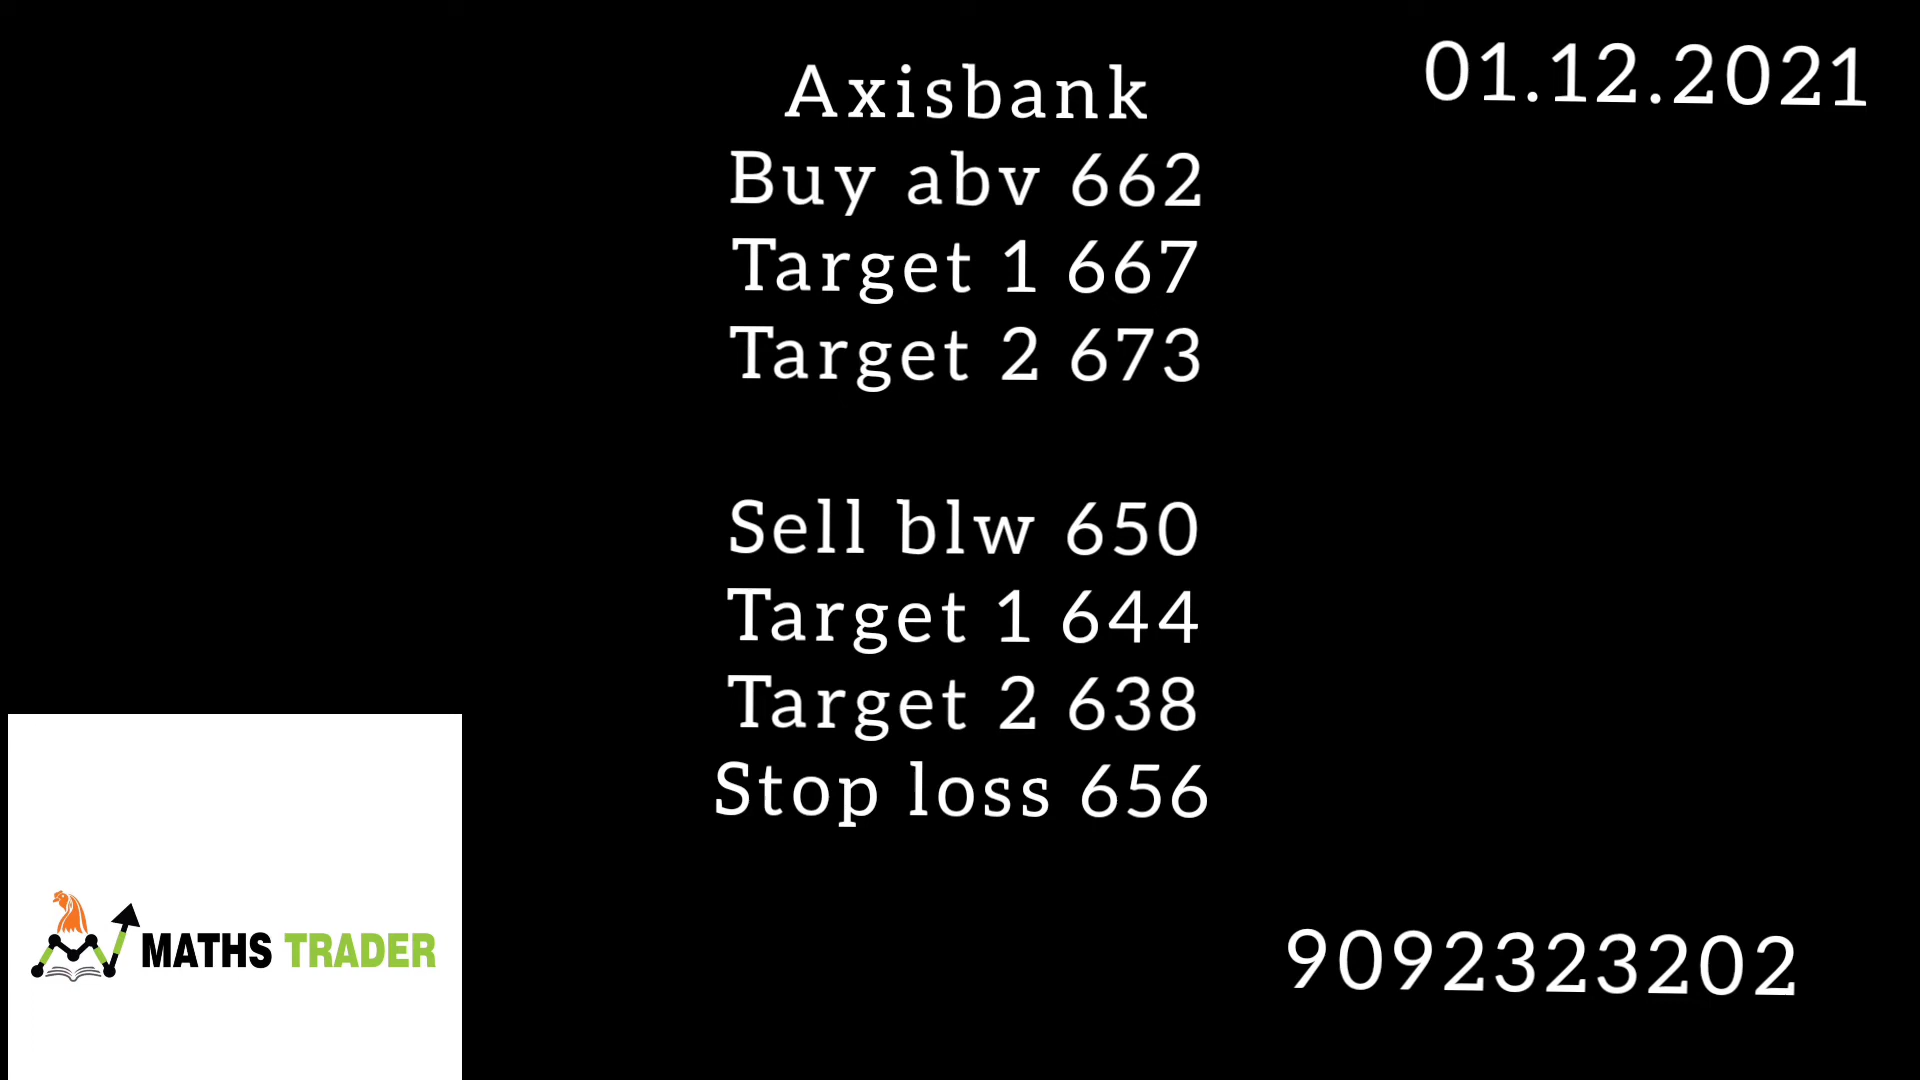 01.12.2021
Axisbank
Buy abv 662
Target 1 667
Target 2 673
Sell blw 650
Target 1 644
Target 2 638
Stop loss 656
MATHS TRADER
9092323202